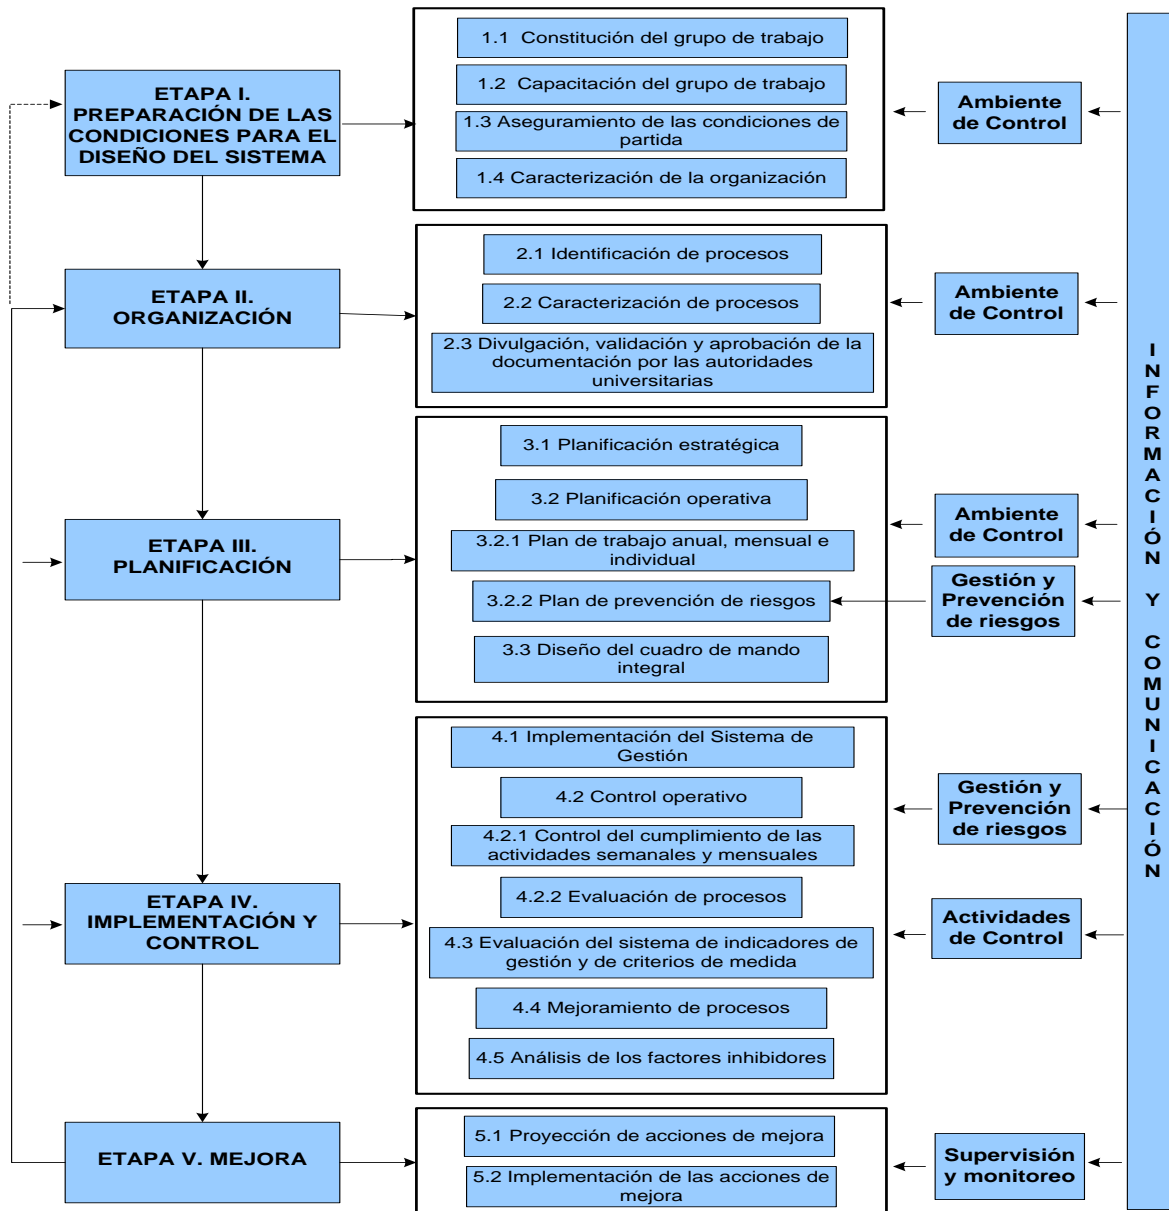 ETAPA I.
PREPARACIÓN DE LAS
CONDICIONES PARA EL
DISEÑO DEL SISTEMA
1.1 Constitución del grupo de trabajo
1.2 Capacitación del grupo de trabajo
1.3 Aseguramiento de las condiciones de
partida
1.4 Caracterización de la organización
Ambiente
de Control
ETAPA II.
ORGANIZACIÓN
2.1 Identificación de procesos
2.2 Caracterización de procesos
2.3 Divulgación, validación y aprobación de la
documentación por las autoridades
universitarias
Ambiente
de Control
ETAPA III.
PLANIFICACIÓN
3.1 Planificación estratégica
3.2 Planificación operativa
3.2.1 Plan de trabajo anual, mensual e
individual
3.2.2 Plan de prevención de riesgos
3.3 Diseño del cuadro de mando
integral
Ambiente
de Control
Gestión y
Prevención
de riesgos
ETAPA IV.
IMPLEMENTACIÓN Y
CONTROL
4.1 Implementación del Sistema de
Gestión
4.2 Control operativo
4.2.1 Control del cumplimiento de las
actividades semanales y mensuales
4.2.2 Evaluación de procesos
4.3 Evaluación del sistema de indicadores de
gestión y de criterios de medida
4.4 Mejoramiento de procesos
4.5 Análisis de los factores inhibidores
Gestión y
Prevención
de riesgos
Actividades
de Control
ETAPA V. MEJORA
5.1 Proyección de acciones de mejora
5.2 Implementación de las acciones de
mejora
Supervisión
y monitoreo
INFORMACIÓN Y COMUNICACIÓN